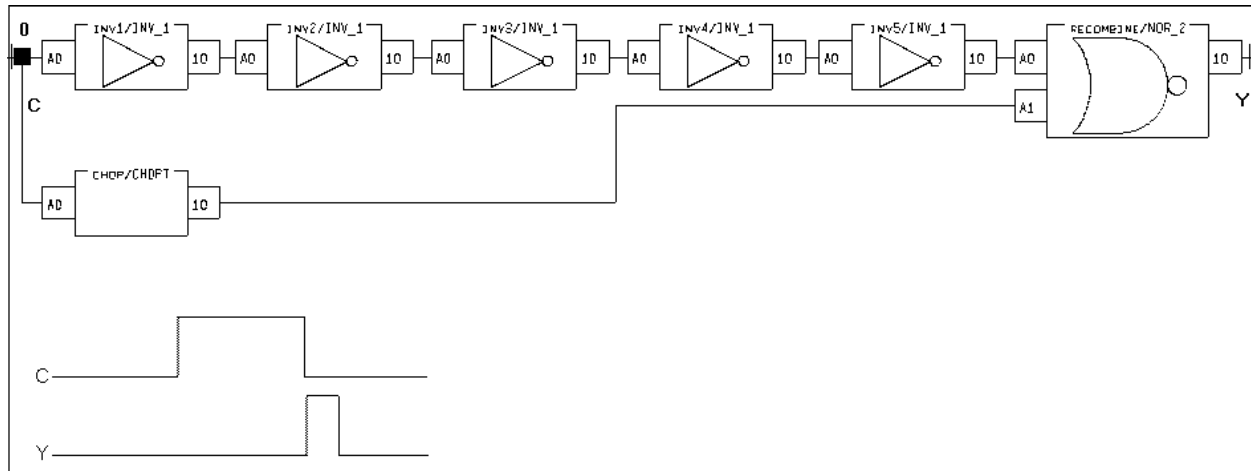 0
INV1/INV_1
INV2/INV_1
INV3/INV_1
INV4/INV_1
INV5/INV_1
RECOMBINE/NOR_2
A0
10
A0
10
A0
10
A0
10
A0
10
A0
10
A1
C
Y
CHOP/CHOPT
A0
10
C
Y